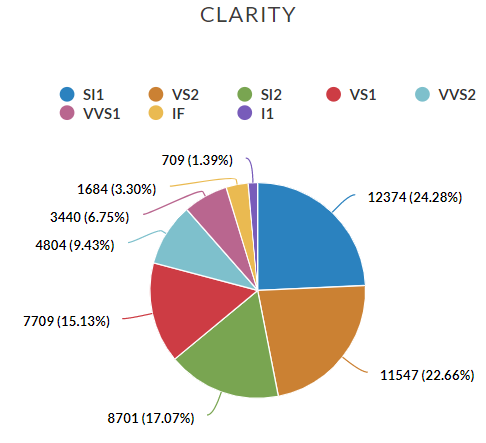 CLARITY
SI1 VS2 SI2 VS1 VVS2
VVS1 IF I1
709 (1.39%)
1684 (3.30%)
12374 (24.28%)
3440 (6.75%)
4804 (9.43%)
7709 (15.13%)
11547 (22.66%)
8701 (17.07%)